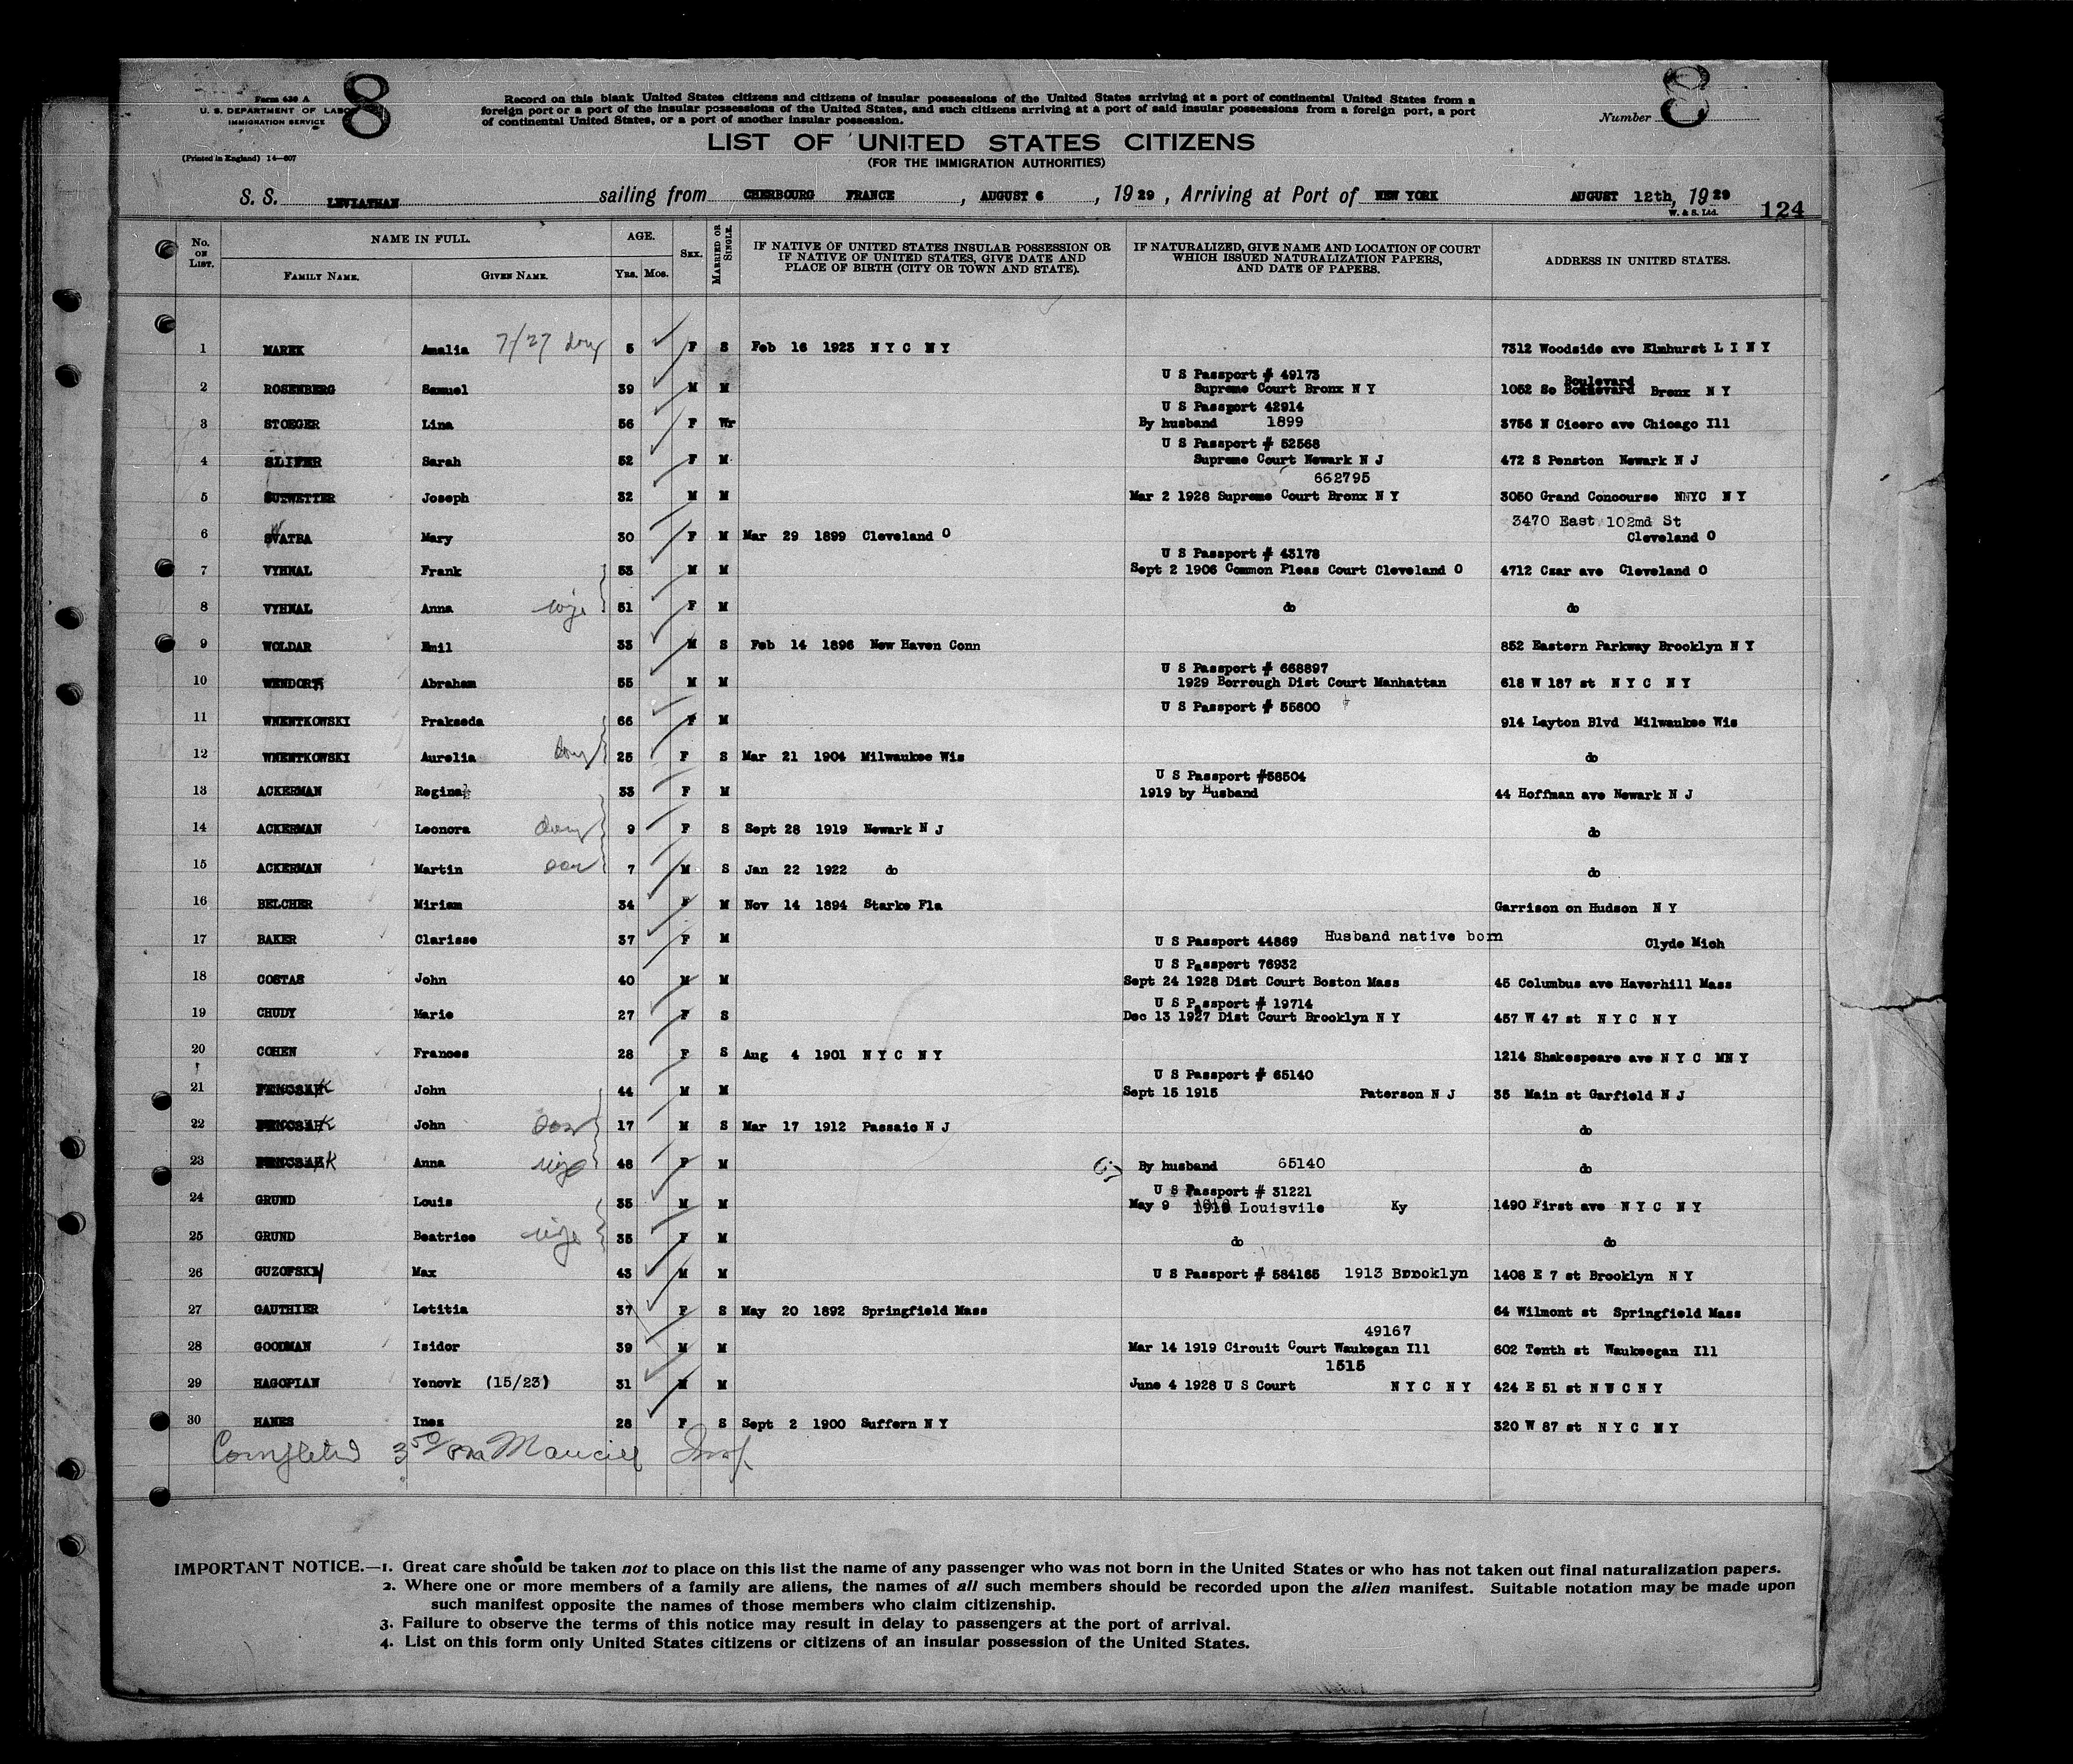 Form 630 A
U. S. DEPARTMENT OF LABOR
IMMIGRATION SERVICE
8
(Printed in England) 14—607
Record on this blank United States citizens and citizens of insular possessions of the United States arriving at a port of continental United States from a
foreign port or a port of the insular possessions of the United States, and such citizens arriving at a port of said insular possessions from a foreign port, a port
of continental United States, or a port of another insular possession.
Number 8
LIST OF UNITED STATES CITIZENS
(FOR THE IMMIGRATION AUTHORITIES)
S. S. LEVIATHAN sailing from CHERBOURG FRANCE, AUGUST 6, 1929, Arriving at Port of NEW YORK AUGUST 12th, 1929
W. & S. Ltd. 124
No. ON LIST. NAME IN FULL. FAMILY NAME. GIVEN NAME. AGE. YRS. MOS. SEX. MARRIED OR SINGLE. IF NATIVE OF UNITED STATES INSULAR POSSESSION OR IF NATIVE OF UNITED STATES, GIVE DATE AND PLACE OF BIRTH (CITY OR TOWN AND STATE). IF NATURALIZED, GIVE NAME AND LOCATION OF COURT WHICH ISSUED NATURALIZATION PAPERS, AND DATE OF PAPERS. ADDRESS IN UNITED STATES.
1 MAREK Amalia 7/27 5 F S Feb 16 1923 N Y C N Y 7312 Woodside ave Elmhurst L I N Y
U S Passport # 49173 Boulevard
2 ROSENBERG Samuel 39 M M Supreme Court Bronx N Y 1052 So Bronx N Y
U S Passport 42914
3 STOEGER Lina 56 F Wr By husband 1899 3756 N Cicero ave Chicago Ill
U S Passport # 52568
4 SLIFER Sarah 52 F M Supreme Court Newark N J 472 S Penston Newark N J
662795
5 SUTWETTER Joseph 32 M M Mar 2 1928 Supreme Court Bronx N Y 3050 Grand Concourse NNYC N Y
3470 East 102md St
6 SVATBA Mary 30 F M Mar 29 1899 Cleveland O Cleveland O
U S Passport # 43178
7 VYHNAL Frank 53 M M Sept 2 1906 Common Pleas Court Cleveland O 4712 Czar ave Cleveland O
8 VYHNAL Anna wife 51 F M do do
9 WOLDAR Emil 33 M S Feb 14 1896 New Haven Conn 852 Eastern Parkway Brooklyn N Y
U S Passport # 668897
10 Abraham 55 M M 1929 Borrough Dist Court Manhattan 618 W 187 st N Y C N Y
U S Passport # 55600
11 WNENTKOWSKI Prakseda 66 F M 914 Layton Blvd Milwaukee Wis
12 WNENTKOWSKI Aurelia 25 F S Mar 21 1904 Milwaukee Wis do
U S Passport #58504
13 ACKERMAN Regina 33 F M 1919 by Husband 44 Hoffman ave Newark N J
14 ACKERMAN Leonora 9 F S Sept 28 1919 Newark N J do
15 ACKERMAN Martin son 7 M S Jan 22 1922 do do
16 BELCHER Miriam 34 F M Nov 14 1894 Starke Fla Garrison on Hudson N Y
17 BAKER Clarisse 37 F M U S Passport 44869 Husband native born Clyde Mich
U S Passport 76932
18 COSTAS John 40 M M Sept 24 1928 Dist Court Boston Mass 45 Columbus ave Haverhill Mass
U S Passport # 19714
19 CHUDY Marie 27 F S Dec 13 1927 Dist Court Brooklyn N Y 457 W 47 st N Y C N Y
20 COHEN Frances 28 F S Aug 4 1901 N Y C N Y 1214 Shakespeare ave N Y C MN Y
U S Passport # 65140
21 John 44 M M Sept 15 1915 Paterson N J 35 Main st Garfield N J
22 John son 17 M S Mar 17 1912 Passaic N J do
23 Anna wife 48 F M By husband 65140 do
U S Passport # 31221
24 GRUND Louis 35 M M May 9 Louisvile Ky 1490 First ave N Y C N Y
25 GRUND Beatrice wife 35 F M do do
26 GUZOFSKY Max 43 M M U S Passport # 584165 1913 Brooklyn 1408 E 7 st Brooklyn N Y
27 GAUTHIER Letitia 37 F S May 20 1892 Springfield Mass 64 Wilmont st Springfield Mass
49167
28 GOODMAN Isidor 39 M M Mar 14 1919 Circuit Court Waukegan Ill 602 Tenth st Waukeegan Ill
1515
29 HAGOPIAN Yenovk (15/23) 31 M M June 4 1928 U S Court N Y C N Y 424 E 51 st N C N Y
30 HANES Inez 28 F S Sept 2 1900 Suffern N Y 320 W 87 st N Y C N Y
Completed
IMPORTANT NOTICE.—1. Great care should be taken not to place on this list the name of any passenger who was not born in the United States or who has not taken out final naturalization papers.
2. Where one or more members of a family are aliens, the names of all such members should be recorded upon the alien manifest. Suitable notation may be made upon
such manifest opposite the names of those members who claim citizenship.
3. Failure to observe the terms of this notice may result in delay to passengers at the port of arrival.
4. List on this form only United States citizens or citizens of an insular possession of the United States.